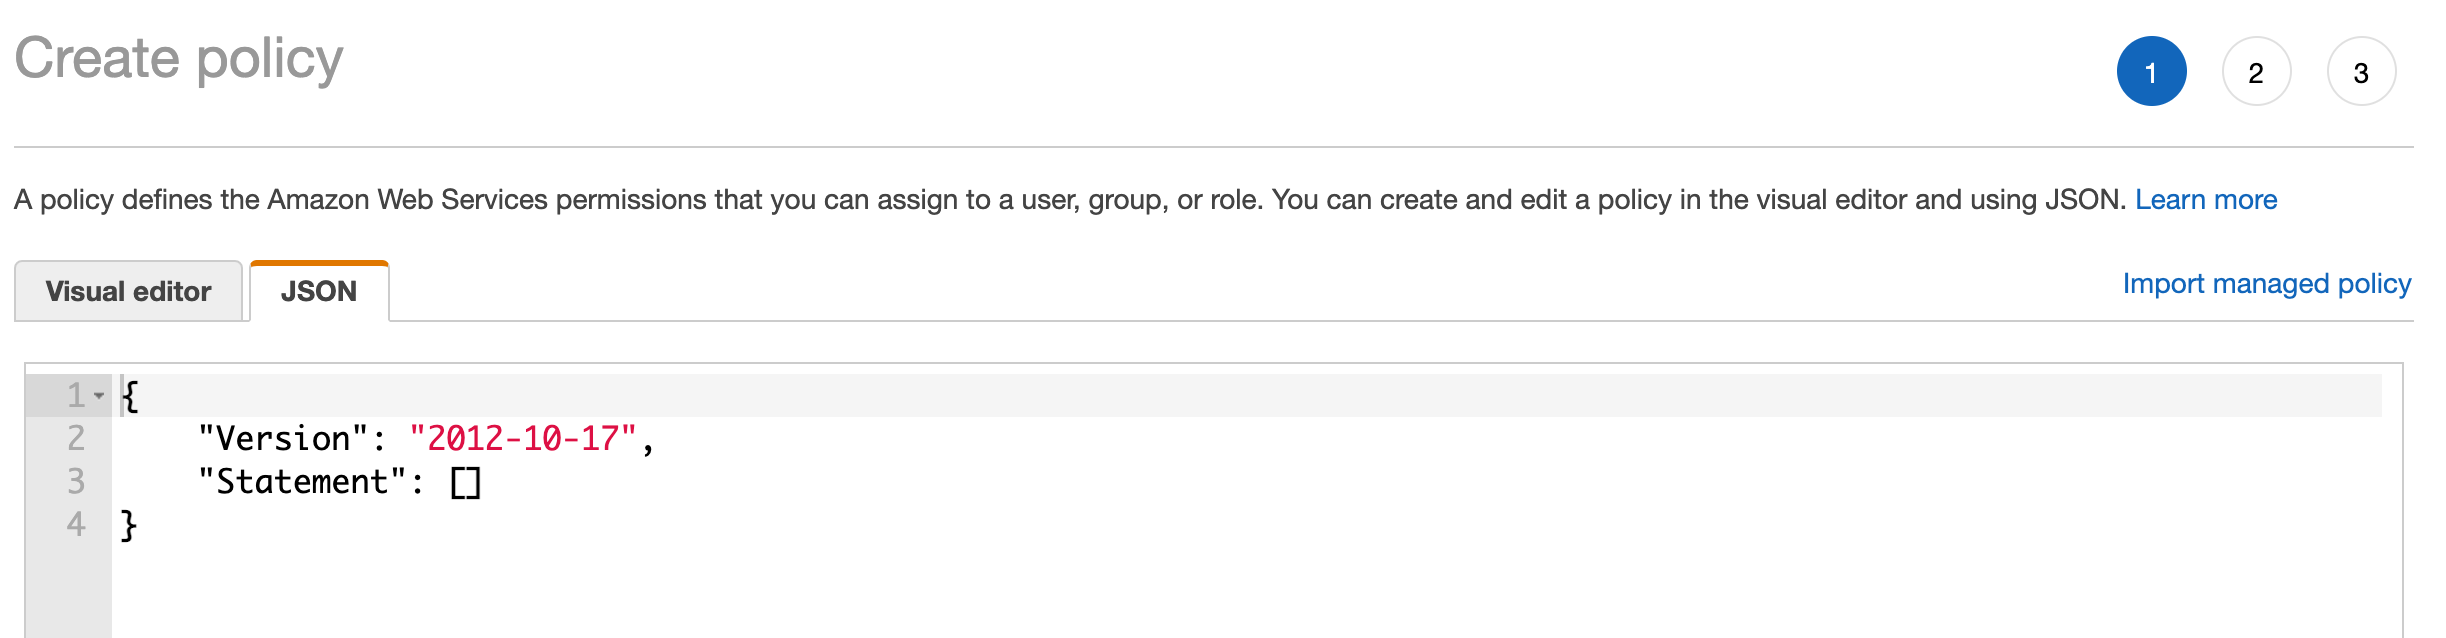 Create policy
1 2 3
A policy defines the Amazon Web Services permissions that you can assign to a user, group, or role. You can create and edit a policy in the visual editor and using JSON. Learn more
Visual editor JSON Import managed policy
1 {
2 "Version": "2012-10-17",
3 "Statement": []
4 }